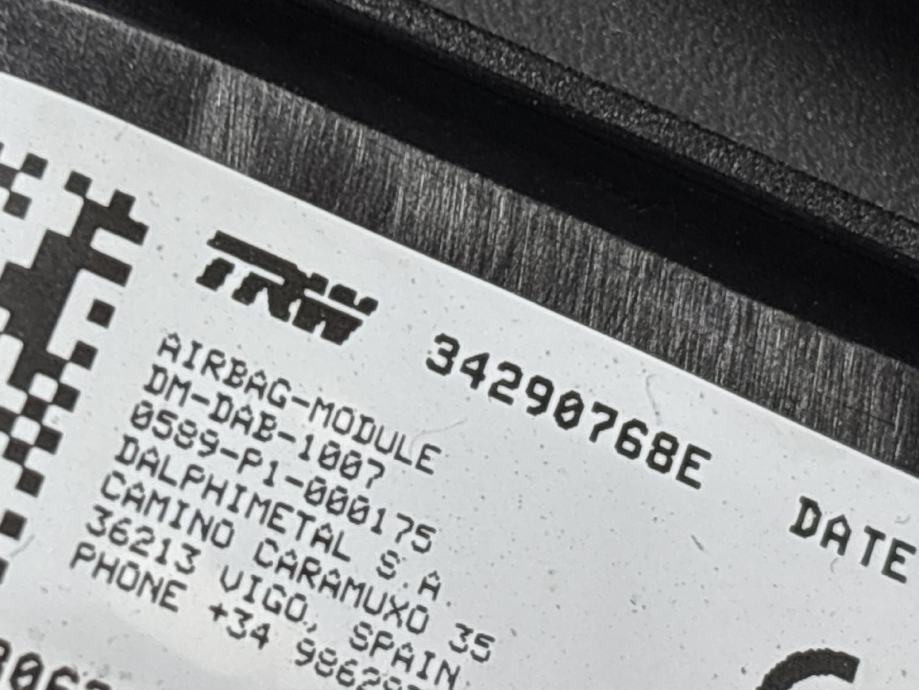 TRW
34290768E
AIRBAG-MODULE
DM-DAB-1007
0589-P1-000175
DALPHIMETAL S.A.
CAMINO CARAMUXO 35
36213 VIGO, SPAIN
PHONE +34
DATE